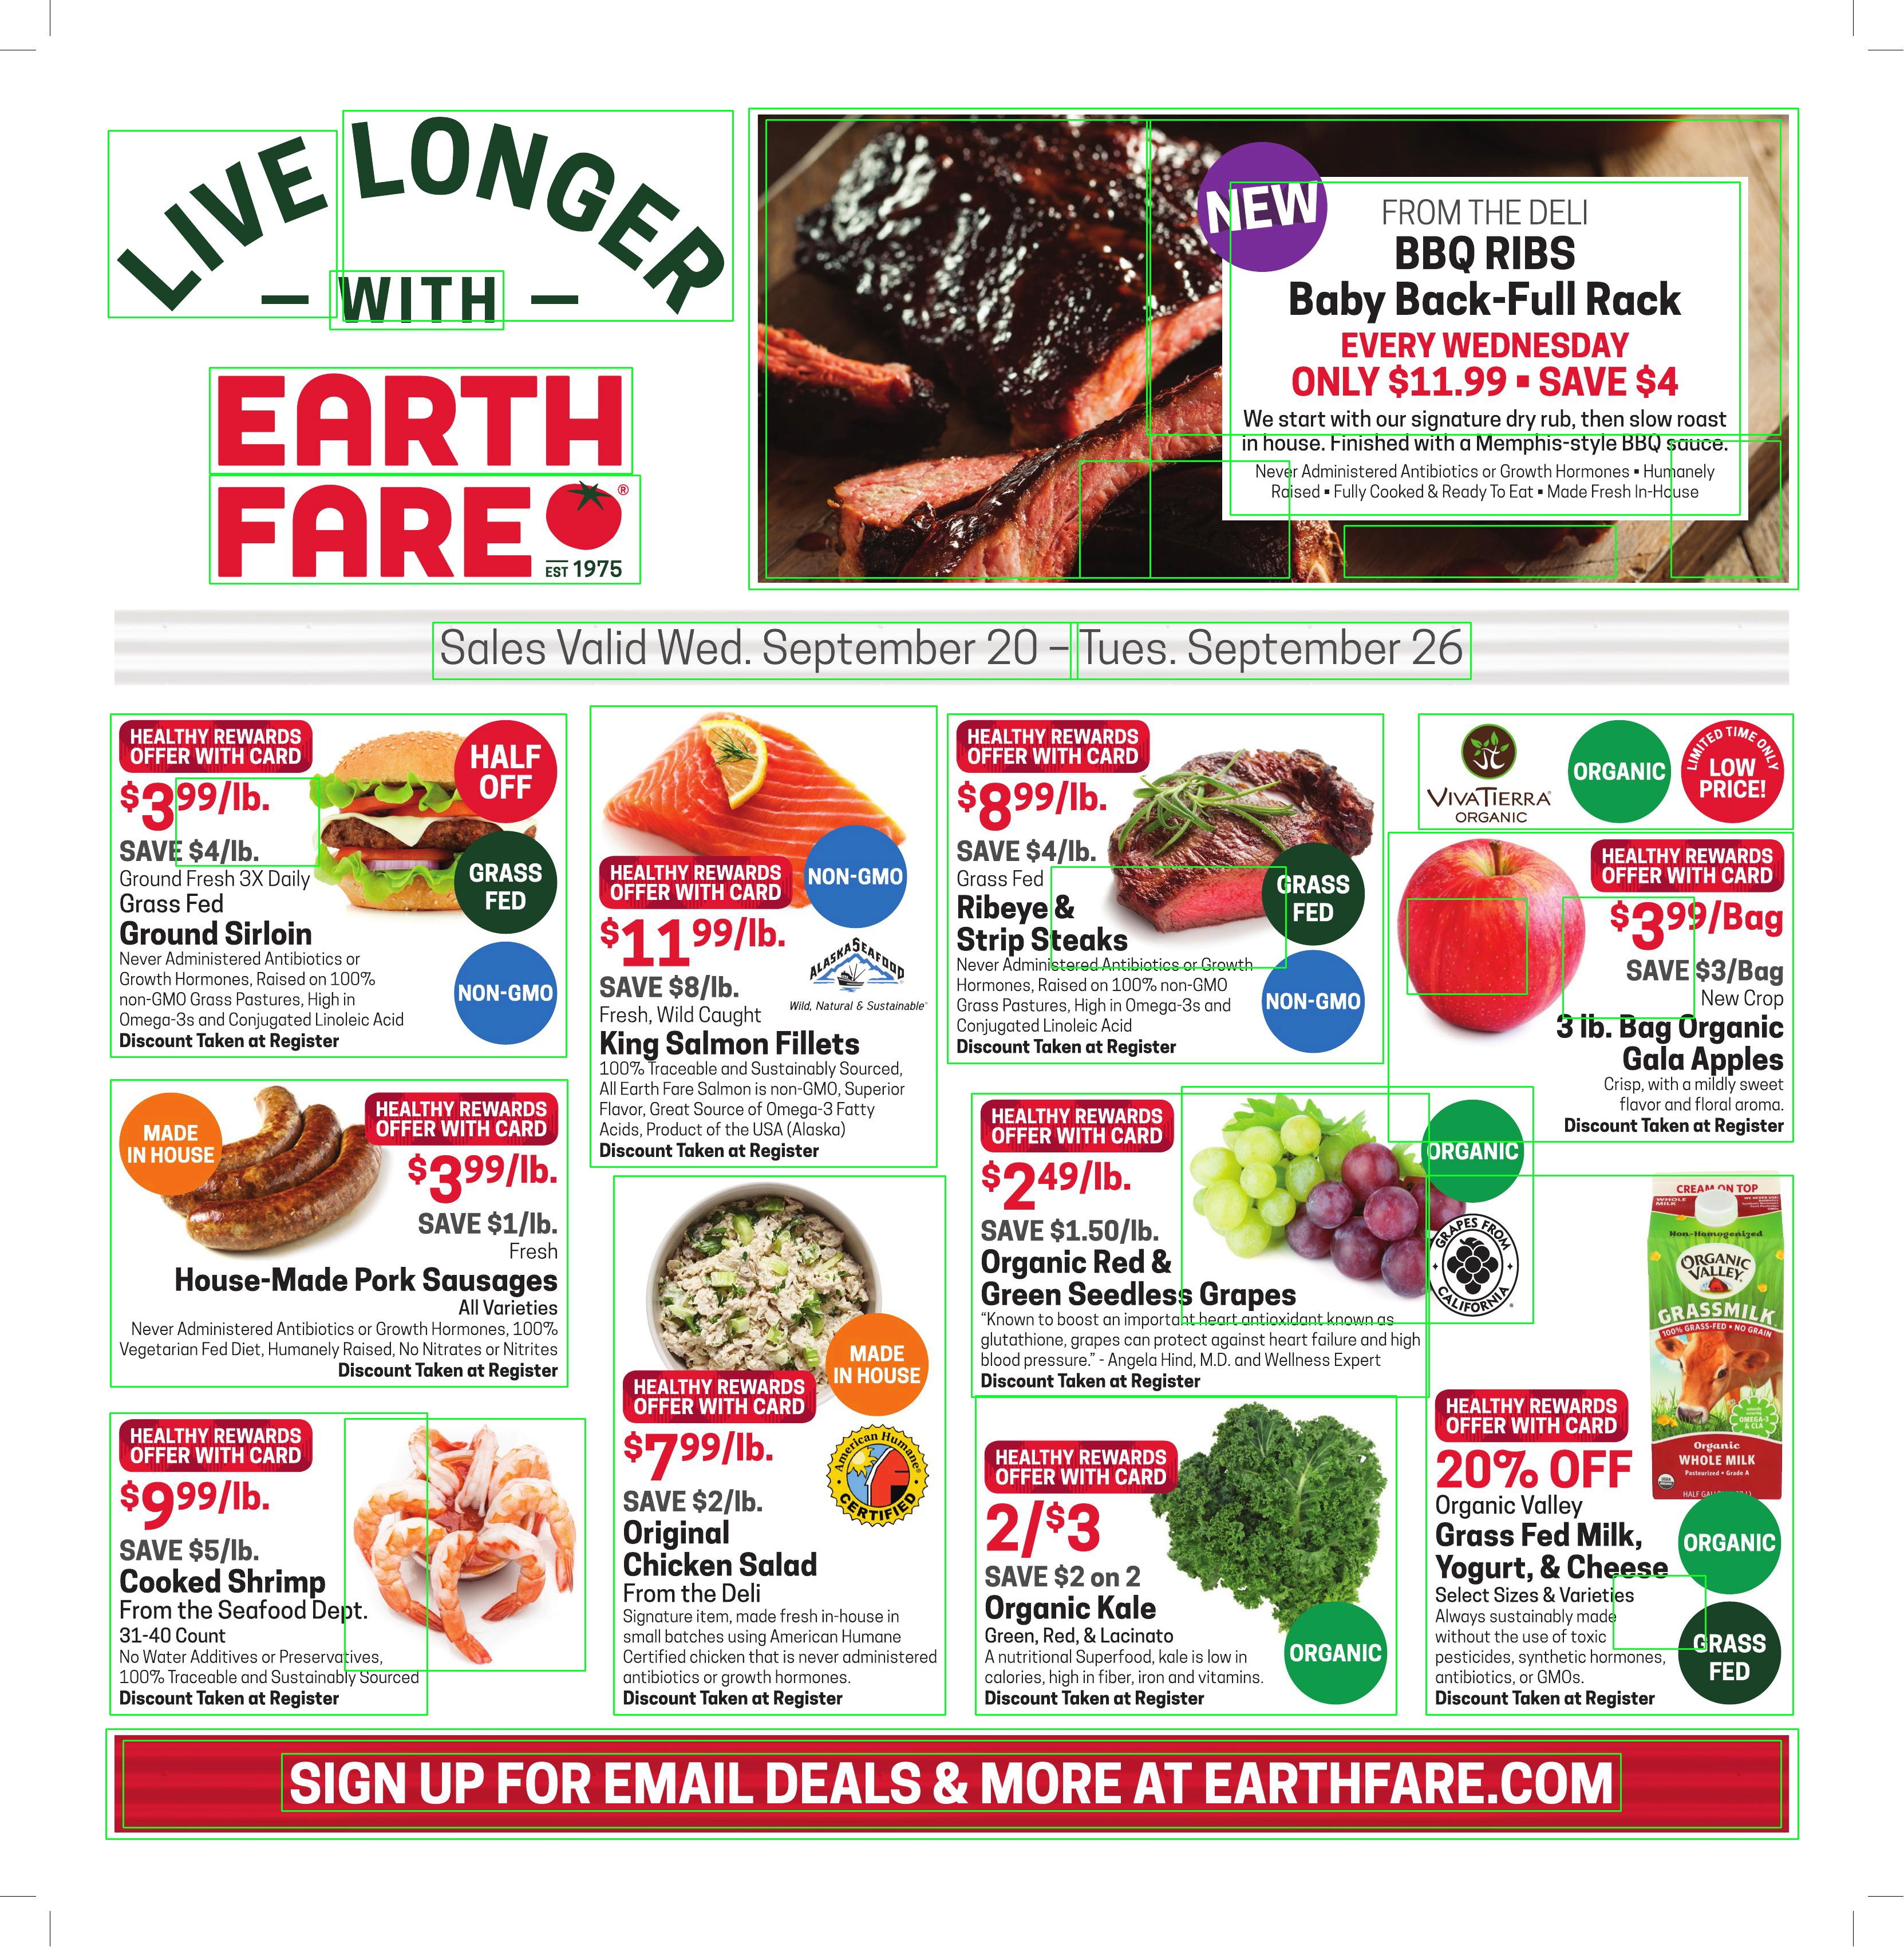 LIVE LONGER
— WITH —
EARTH
FARE®
EST 1975
NEW
FROM THE DELI
BBQ RIBS
Baby Back-Full Rack
EVERY WEDNESDAY
ONLY $11.99 ▪ SAVE $4
We start with our signature dry rub, then slow roast
in house. Finished with a Memphis-style BBQ sauce.
Never Administered Antibiotics or Growth Hormones ▪ Humanely
Raised ▪ Fully Cooked & Ready To Eat ▪ Made Fresh In-House
Sales Valid Wed. September 20 – Tues. September 26
HEALTHY REWARDS
OFFER WITH CARD
HALF
OFF
$3 99/lb.
SAVE $4/lb.
Ground Fresh 3X Daily
Grass Fed
Ground Sirloin
Never Administered Antibiotics or
Growth Hormones, Raised on 100%
non-GMO Grass Pastures, High in
Omega-3s and Conjugated Linoleic Acid
Discount Taken at Register
GRASS
FED
NON-GMO
HEALTHY REWARDS
OFFER WITH CARD
NON-GMO
$11 99/lb.
SAVE $8/lb.
Fresh, Wild Caught
King Salmon Fillets
100% Traceable and Sustainably Sourced,
All Earth Fare Salmon is non-GMO, Superior
Flavor, Great Source of Omega-3 Fatty
Acids, Product of the USA (Alaska)
Discount Taken at Register
ALASKA SEAFOOD
Wild, Natural & Sustainable
HEALTHY REWARDS
OFFER WITH CARD
$8 99/lb.
SAVE $4/lb.
Grass Fed
Ribeye &
Strip Steaks
Never Administered Antibiotics or Growth
Hormones, Raised on 100% non-GMO
Grass Pastures, High in Omega-3s and
Conjugated Linoleic Acid
Discount Taken at Register
GRASS
FED
NON-GMO
VIVATIERRA
ORGANIC
ORGANIC
LIMITED TIME ONLY
LOW
PRICE!
HEALTHY REWARDS
OFFER WITH CARD
$3 99/Bag
SAVE $3/Bag
New Crop
3 lb. Bag Organic
Gala Apples
Crisp, with a mildly sweet
flavor and floral aroma.
Discount Taken at Register
MADE
IN HOUSE
HEALTHY REWARDS
OFFER WITH CARD
$3 99/lb.
SAVE $1/lb.
Fresh
House-Made Pork Sausages
All Varieties
Never Administered Antibiotics or Growth Hormones, 100%
Vegetarian Fed Diet, Humanely Raised, No Nitrates or Nitrites
Discount Taken at Register
HEALTHY REWARDS
OFFER WITH CARD
$9 99/lb.
SAVE $5/lb.
Cooked Shrimp
From the Seafood Dept.
31-40 Count
No Water Additives or Preservatives,
100% Traceable and Sustainably Sourced
Discount Taken at Register
MADE
IN HOUSE
HEALTHY REWARDS
OFFER WITH CARD
$7 99/lb.
SAVE $2/lb.
Original
Chicken Salad
From the Deli
Signature item, made fresh in-house in
small batches using American Humane
Certified chicken that is never administered
antibiotics or growth hormones.
Discount Taken at Register
American Humane
CERTIFIED
HEALTHY REWARDS
OFFER WITH CARD
$2 49/lb.
SAVE $1.50/lb.
Organic Red &
Green Seedless Grapes
“Known to boost an important heart antioxidant known as
glutathione, grapes can protect against heart failure and high
blood pressure.” - Angela Hind, M.D. and Wellness Expert
Discount Taken at Register
ORGANIC
GRAPES FROM
CALIFORNIA
HEALTHY REWARDS
OFFER WITH CARD
2/$3
SAVE $2 on 2
Organic Kale
Green, Red, & Lacinato
A nutritional Superfood, kale is low in
calories, high in fiber, iron and vitamins.
Discount Taken at Register
ORGANIC
CREAM ON TOP
WHOLE
MILK
Non-Homogenized
ORGANIC
VALLEY
GRASSMILK
100% GRASS-FED • NO GRAIN
OMEGA-3
& CLA
Organic
WHOLE MILK
Pasteurized • Grade A
HEALTHY REWARDS
OFFER WITH CARD
20% OFF
Organic Valley
Grass Fed Milk,
Yogurt, & Cheese
Select Sizes & Varieties
Always sustainably made
without the use of toxic
pesticides, synthetic hormones,
antibiotics, or GMOs.
Discount Taken at Register
ORGANIC
GRASS
FED
SIGN UP FOR EMAIL DEALS & MORE AT EARTHFARE.COM